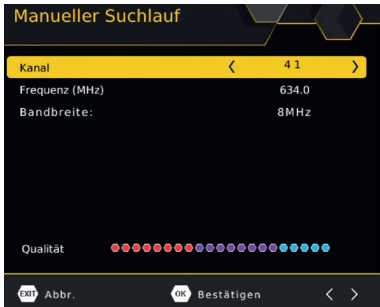 Manueller Suchlauf
Kanal 41
Frequenz (MHz) 634.0
Bandbreite: 8MHz
Qualität
EXIT Abbr. OK Bestätigen